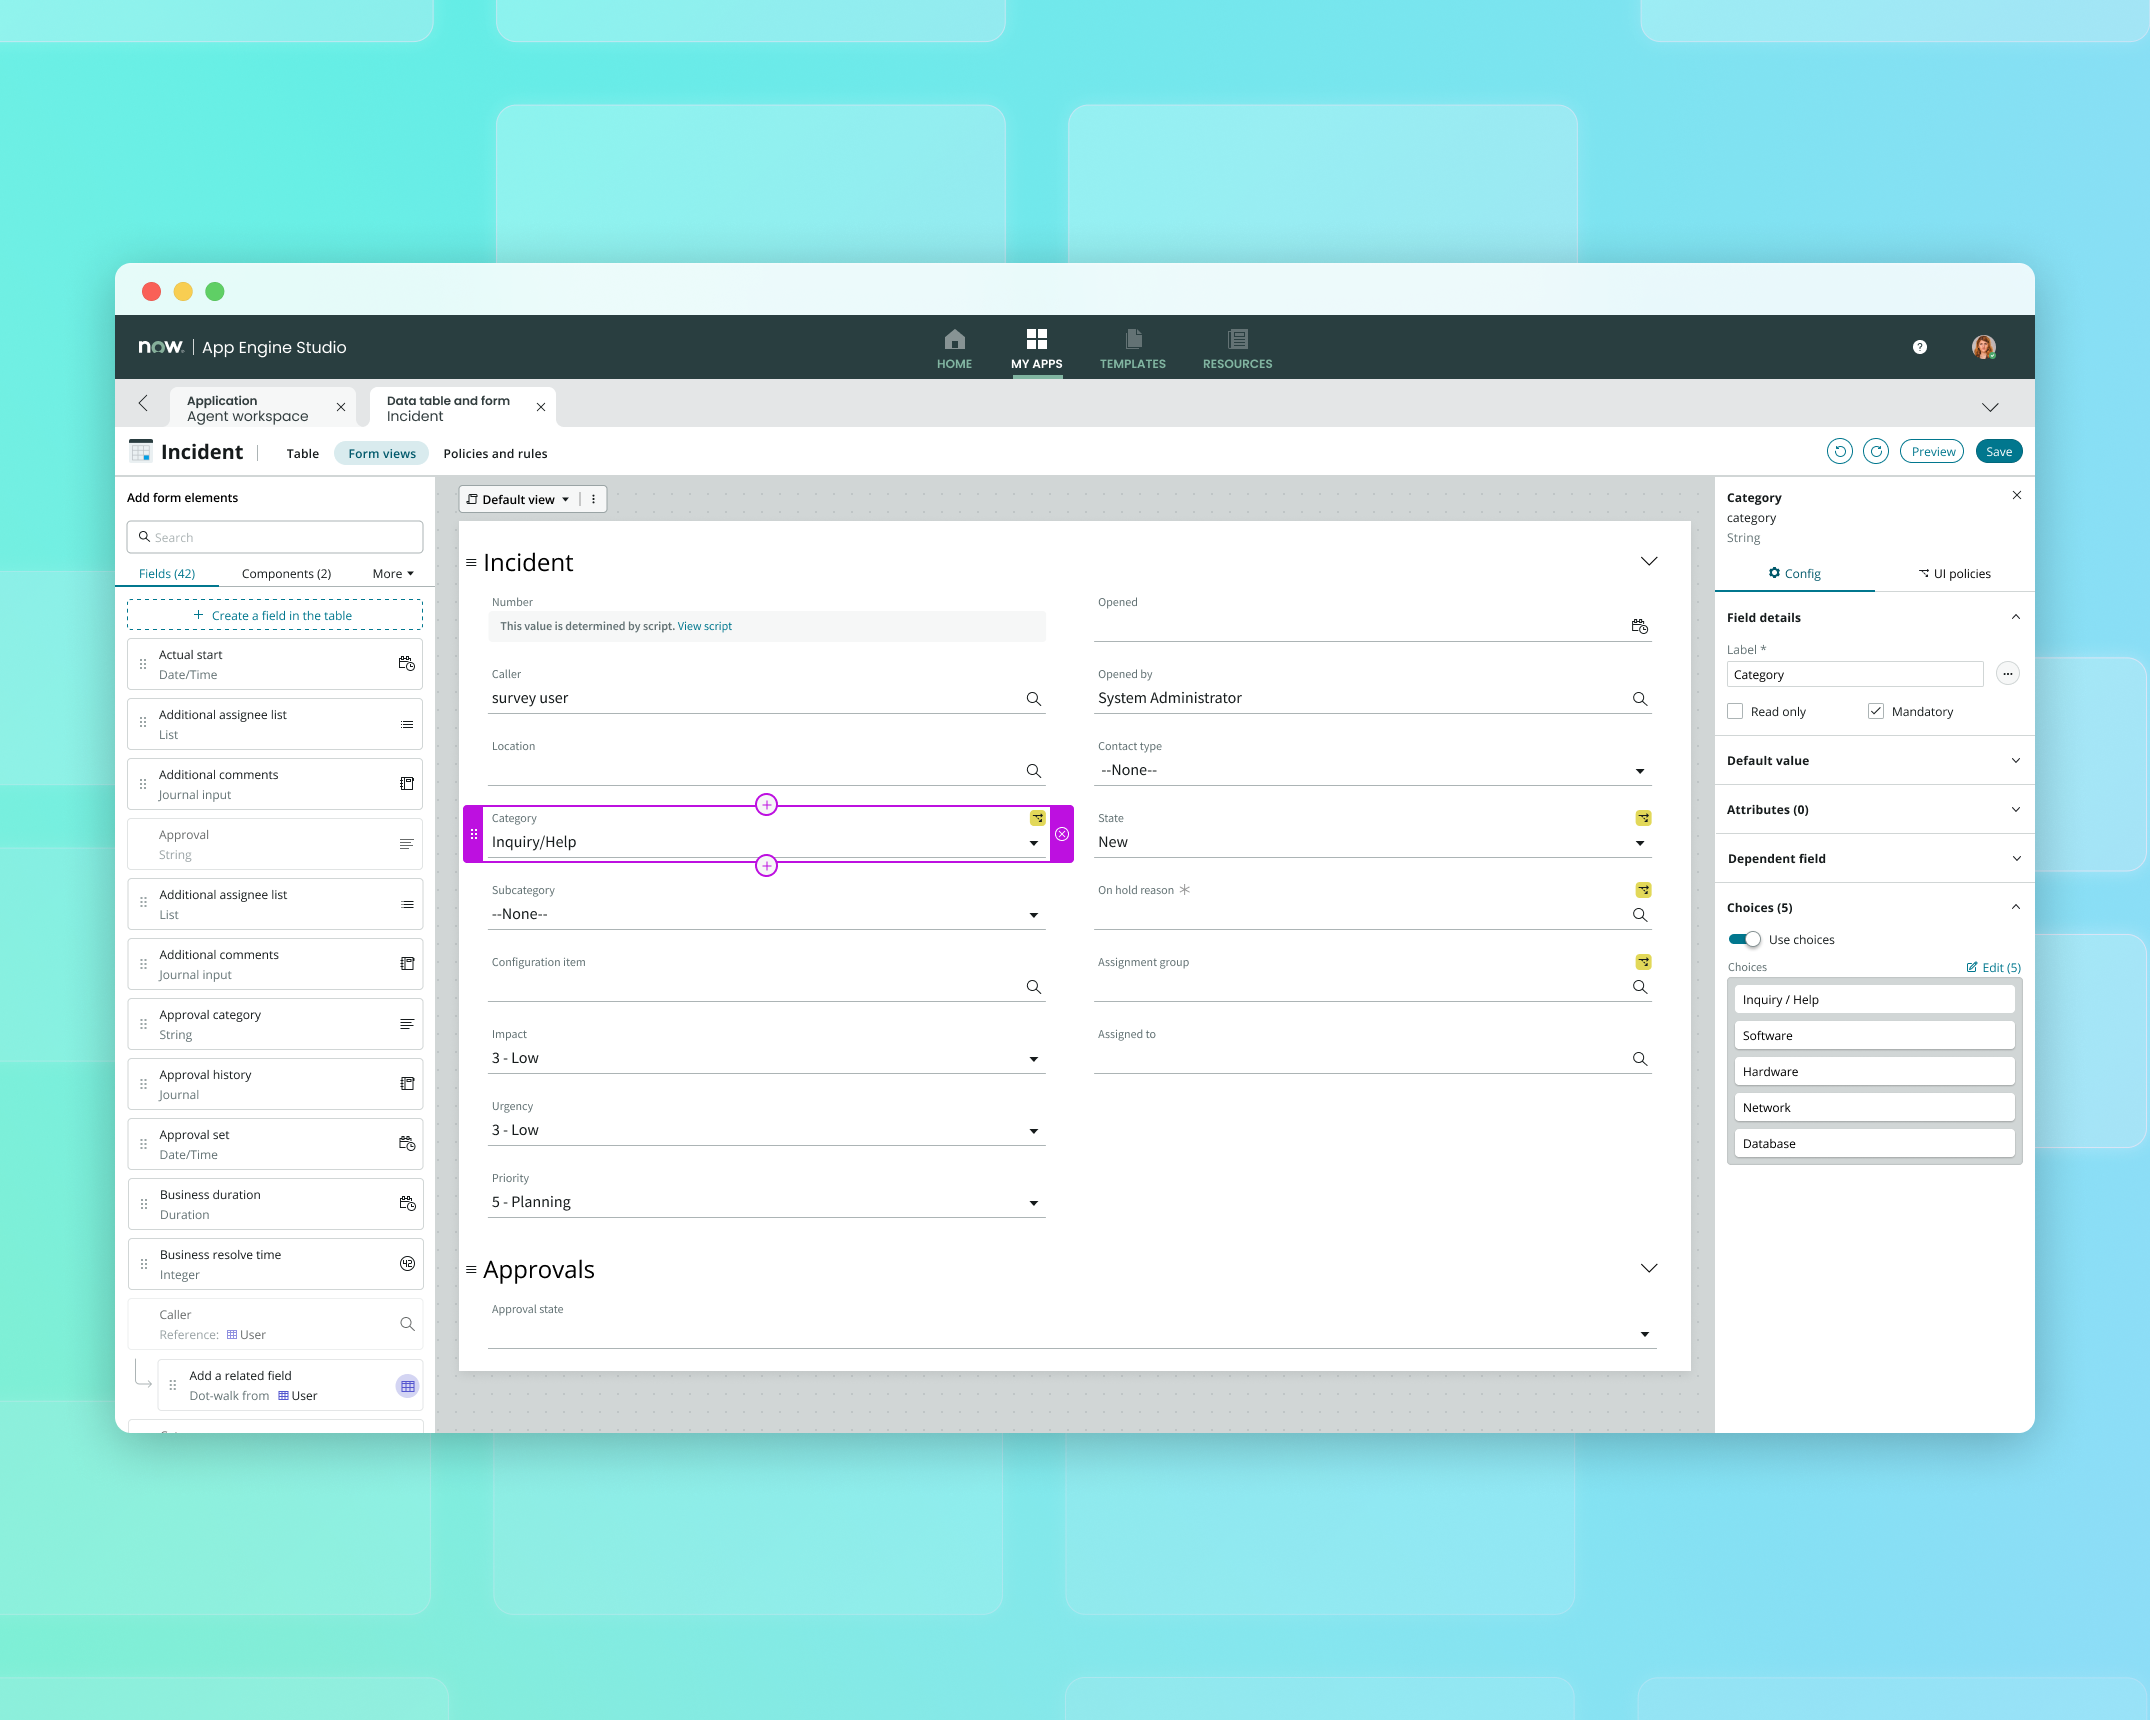 now. | App Engine Studio
HOME
MY APPS
TEMPLATES
RESOURCES
?
Application
Agent workspace
Data table and form
Incident
Incident
Table
Form views
Policies and rules
Preview
Save
Add form elements
Search
Fields (42)
Components (2)
More
+ Create a field in the table
Actual start
Date/Time
Additional assignee list
List
Additional comments
Journal input
Approval
String
Additional assignee list
List
Additional comments
Journal input
Approval category
String
Approval history
Journal
Approval set
Date/Time
Business duration
Duration
Business resolve time
Integer
42
Caller
Reference: User
Add a related field
Dot-walk from User
Default view
Incident
Number
This value is determined by script. View script
Opened
Caller
survey user
Opened by
System Administrator
Location
Contact type
--None--
Category
Inquiry/Help
State
New
Subcategory
--None--
On hold reason
Configuration item
Assignment group
Impact
3 - Low
Assigned to
Urgency
3 - Low
Priority
5 - Planning
Approvals
Approval state
Category
category
String
Config
UI policies
Field details
Label *
Category
Read only
Mandatory
Default value
Attributes (0)
Dependent field
Choices (5)
Use choices
Choices
Edit (5)
Inquiry / Help
Software
Hardware
Network
Database